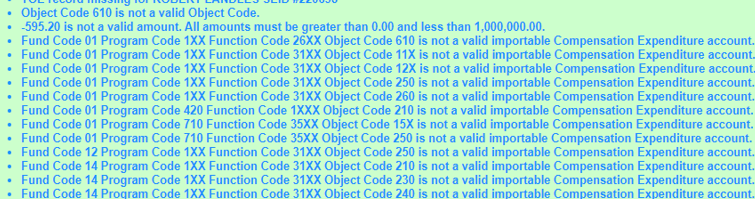 TOE record missing for ROBERT LANDEES SEID #220656
Object Code 610 is not a valid Object Code.
-595.20 is not a valid amount. All amounts must be greater than 0.00 and less than 1,000,000.00.
Fund Code 01 Program Code 1XX Function Code 26XX Object Code 610 is not a valid importable Compensation Expenditure account.
Fund Code 01 Program Code 1XX Function Code 31XX Object Code 11X is not a valid importable Compensation Expenditure account.
Fund Code 01 Program Code 1XX Function Code 31XX Object Code 12X is not a valid importable Compensation Expenditure account.
Fund Code 01 Program Code 1XX Function Code 31XX Object Code 250 is not a valid importable Compensation Expenditure account.
Fund Code 01 Program Code 1XX Function Code 31XX Object Code 260 is not a valid importable Compensation Expenditure account.
Fund Code 01 Program Code 420 Function Code 1XXX Object Code 210 is not a valid importable Compensation Expenditure account.
Fund Code 01 Program Code 710 Function Code 35XX Object Code 15X is not a valid importable Compensation Expenditure account.
Fund Code 01 Program Code 710 Function Code 35XX Object Code 250 is not a valid importable Compensation Expenditure account.
Fund Code 12 Program Code 1XX Function Code 31XX Object Code 250 is not a valid importable Compensation Expenditure account.
Fund Code 14 Program Code 1XX Function Code 31XX Object Code 210 is not a valid importable Compensation Expenditure account.
Fund Code 14 Program Code 1XX Function Code 31XX Object Code 230 is not a valid importable Compensation Expenditure account.
Fund Code 14 Program Code 1XX Function Code 31XX Object Code 240 is not a valid importable Compensation Expenditure account.